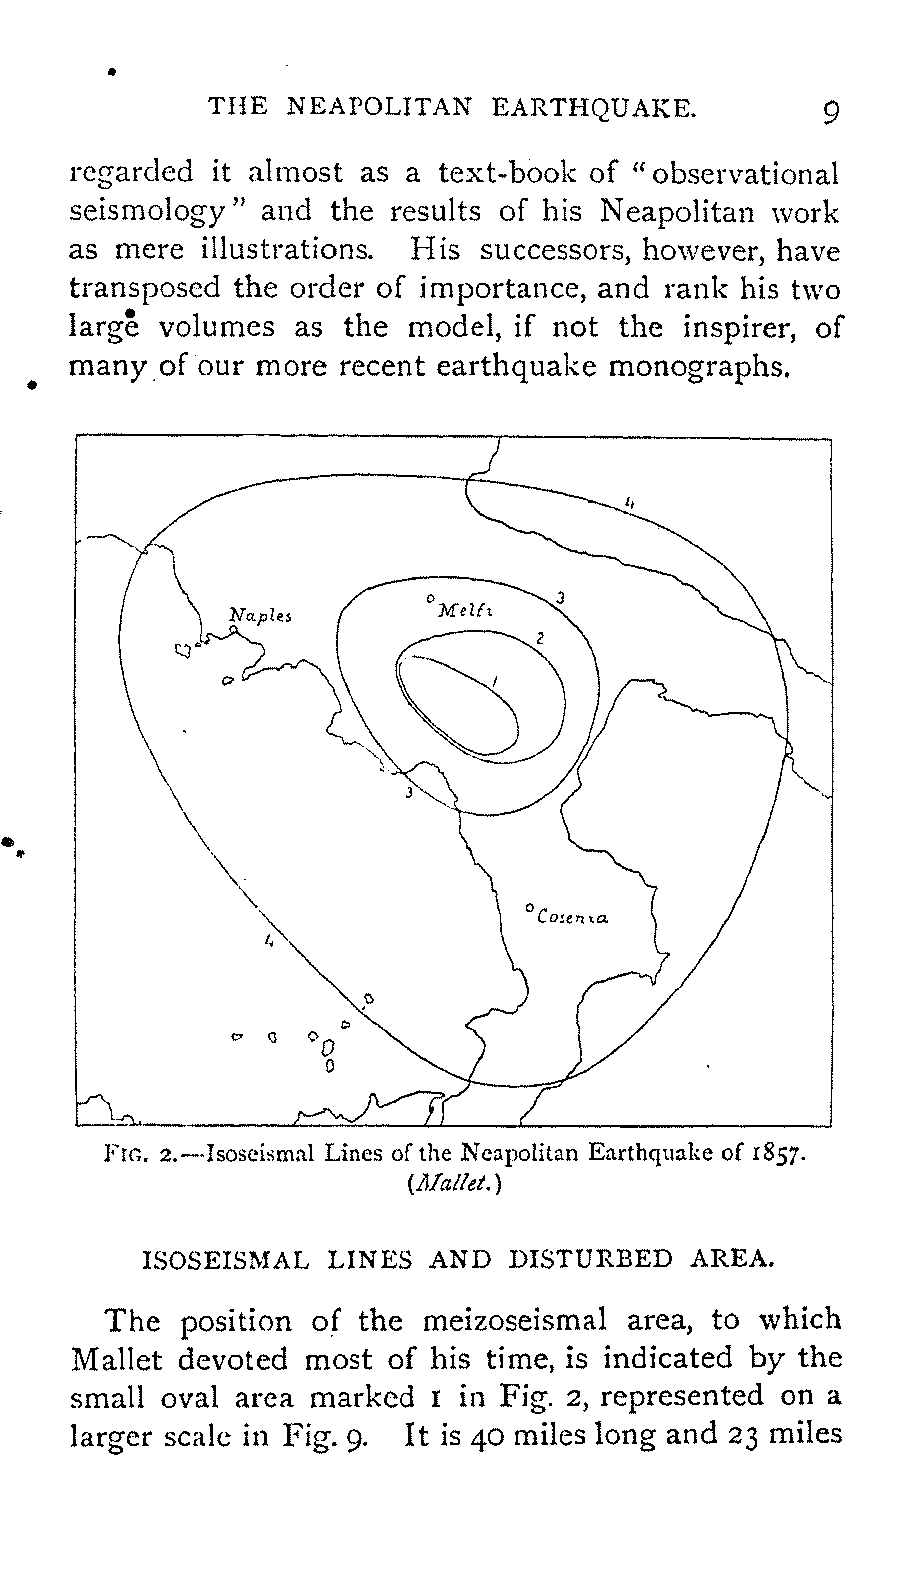 THE NEAPOLITAN EARTHQUAKE. 9
regarded it almost as a text-book of "observational
seismology" and the results of his Neapolitan work
as mere illustrations. His successors, however, have
transposed the order of importance, and rank his two
large volumes as the model, if not the inspirer, of
many of our more recent earthquake monographs.
4
3
Melfi
Naples
2
1
3
Cosenza
4
FIG. 2.—Isoseismal Lines of the Neapolitan Earthquake of 1857.
(Mallet.)
ISOSEISMAL LINES AND DISTURBED AREA.
The position of the meizoseismal area, to which
Mallet devoted most of his time, is indicated by the
small oval area marked 1 in Fig. 2, represented on a
larger scale in Fig. 9. It is 40 miles long and 23 miles